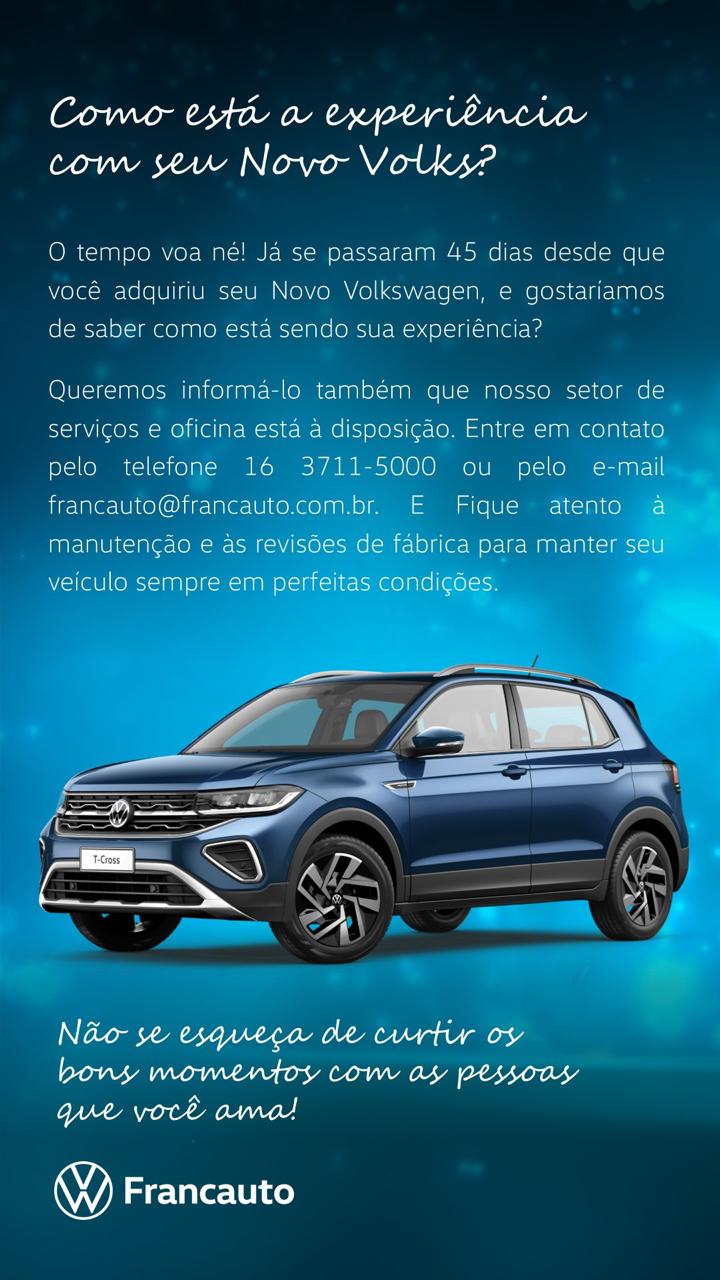 Como está a experiência
com seu Novo Volks?
O tempo voa né! Já se passaram 45 dias desde que
você adquiriu seu Novo Volkswagen, e gostaríamos
de saber como está sendo sua experiência?
Queremos informá-lo também que nosso setor de
serviços e oficina está à disposição. Entre em contato
pelo telefone 16 3711-5000 ou pelo e-mail
francauto@francauto.com.br. E Fique atento à
manutenção e às revisões de fábrica para manter seu
veículo sempre em perfeitas condições.
T-Cross
Não se esqueça de curtir os
bons momentos com as pessoas
que você ama!
Francauto